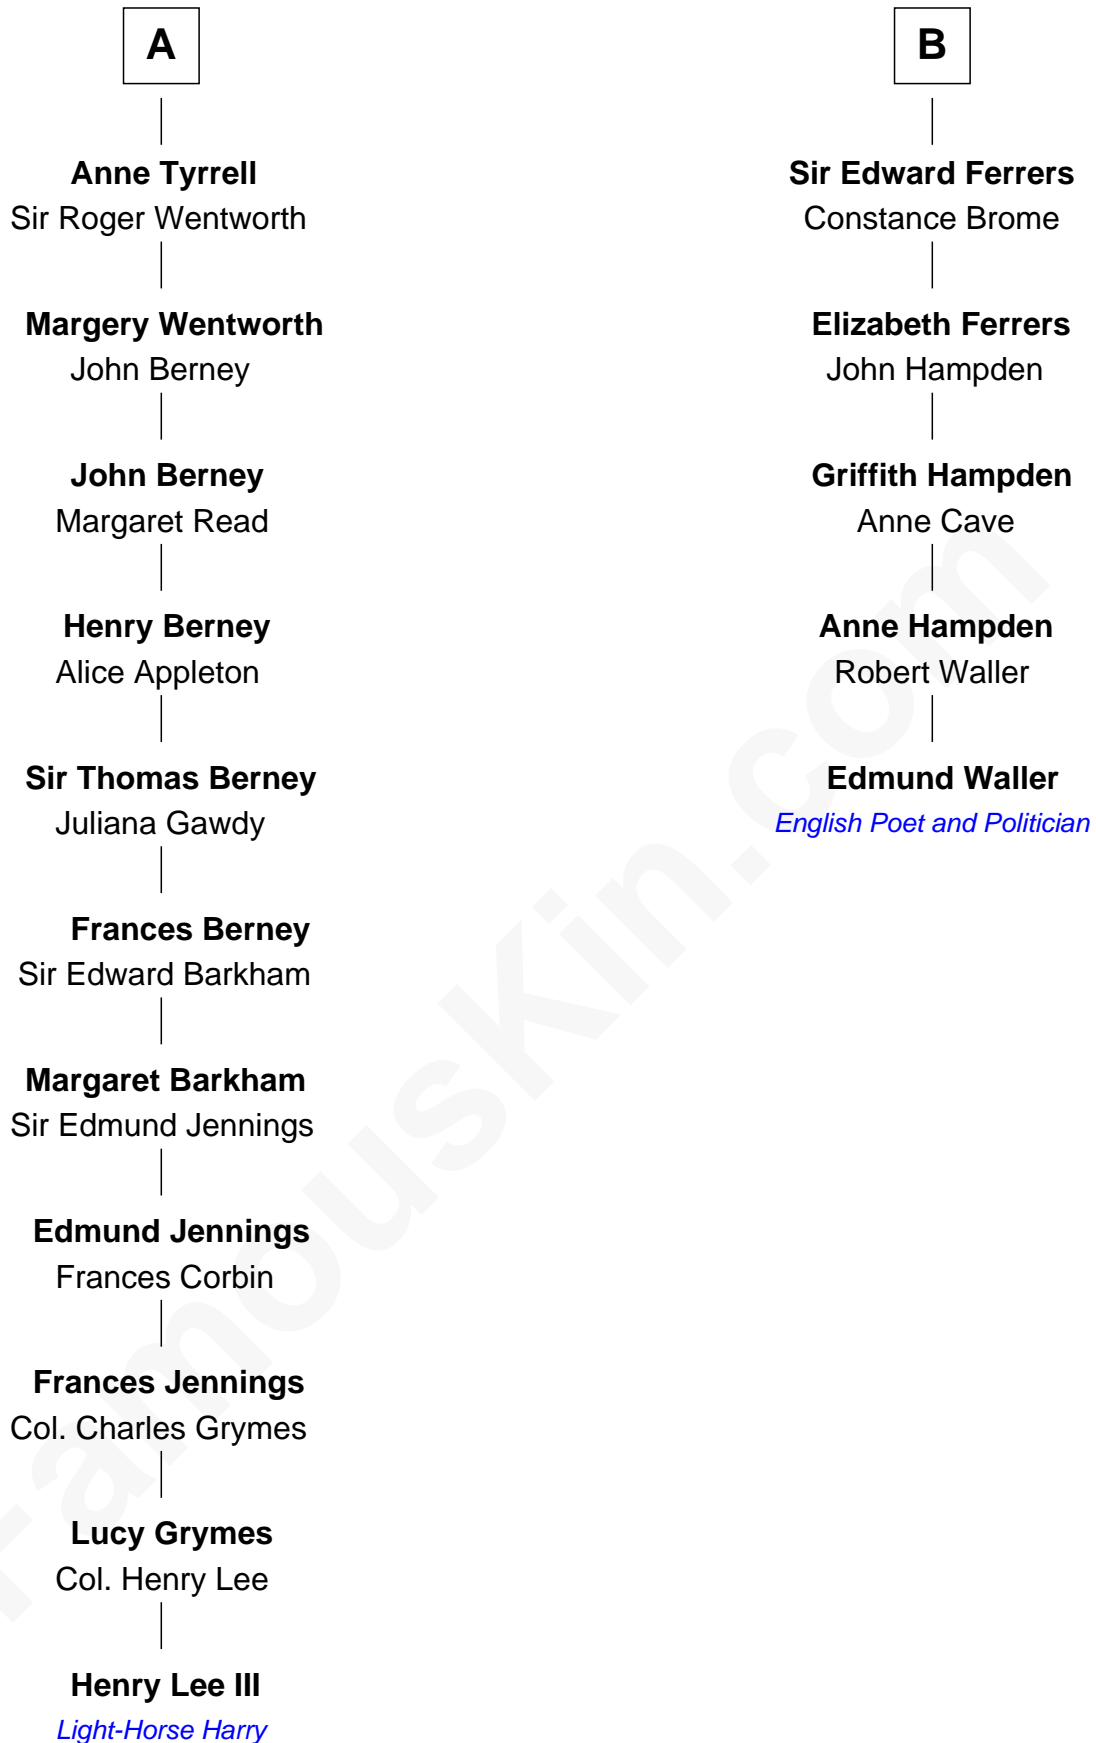 A
Anne Tyrrell
Sir Roger Wentworth
Margery Wentworth
John Berney
John Berney
Margaret Read
Henry Berney
Alice Appleton
Sir Thomas Berney
Juliana Gawdy
Frances Berney
Sir Edward Barkham
Margaret Barkham
Sir Edmund Jennings
Edmund Jennings
Frances Corbin
Frances Jennings
Col. Charles Grymes
Lucy Grymes
Col. Henry Lee
Henry Lee III
Light-Horse Harry
B
Sir Edward Ferrers
Constance Brome
Elizabeth Ferrers
John Hampden
Griffith Hampden
Anne Cave
Anne Hampden
Robert Waller
Edmund Waller
English Poet and Politician
FamousKin.com